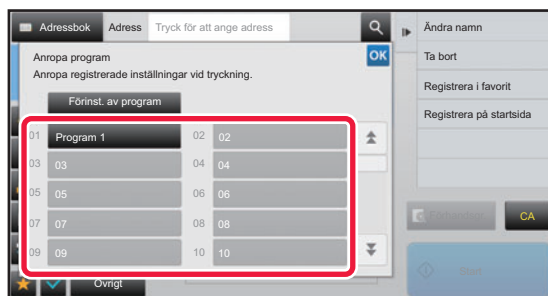 Adressbok Adress Tryck för att ange adress
Ändra namn
Anropa program OK
Ta bort
Anropa registrerade inställningar vid tryckning.
Registrera i favorit
Förinst. av program
Registrera på startsida
01 Program 1 02 02
03 03 04 04
05 05 06 06
07 07 08 08
CA
09 09 10 10
Start
Övrigt